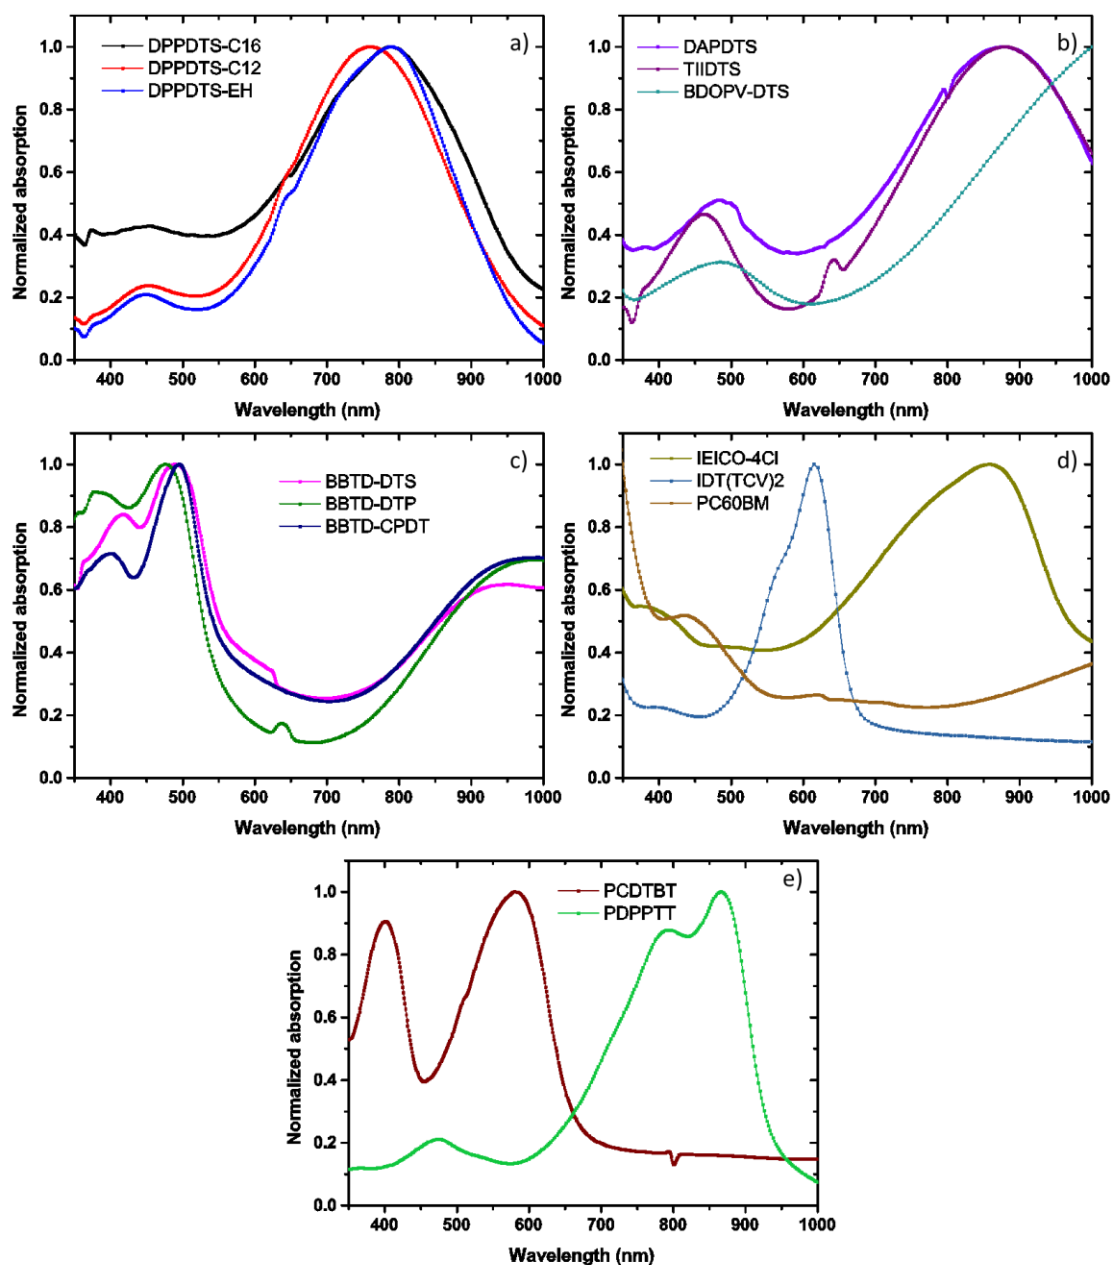 a)
DPPDTS-C16
DPPDTS-C12
DPPDTS-EH
Normalized absorption
1.0
0.8
0.6
0.4
0.2
0.0
400 500 600 700 800 900 1000
Wavelength (nm)
b)
DAPDTS
TIIDTS
BDOPV-DTS
Normalized absorption
1.0
0.8
0.6
0.4
0.2
0.0
400 500 600 700 800 900 1000
Wavelength (nm)
c)
BBTD-DTS
BBTD-DTP
BBTD-CPDT
Normalized absorption
1.0
0.8
0.6
0.4
0.2
0.0
400 500 600 700 800 900 1000
Wavelength (nm)
d)
IEICO-4Cl
IDT(TCV)2
PC60BM
Normalized absorption
1.0
0.8
0.6
0.4
0.2
0.0
400 500 600 700 800 900 1000
Wavelength (nm)
e)
PCDTBT
PDPPTT
Normalized absorption
1.0
0.8
0.6
0.4
0.2
0.0
400 500 600 700 800 900 1000
Wavelength (nm)